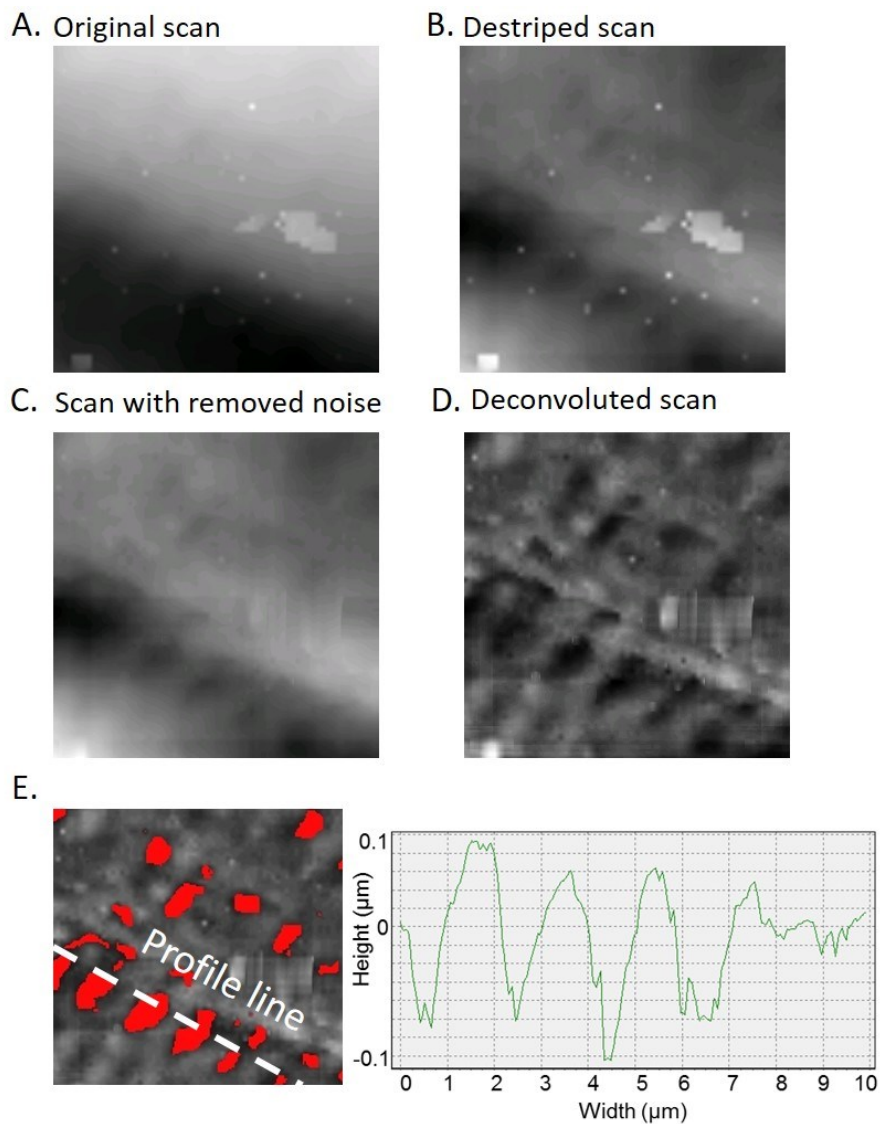 A. Original scan
B. Destriped scan
C. Scan with removed noise
D. Deconvoluted scan
E.
Profile line
Height (µm)
0.1
0
-0.1
0 1 2 3 4 5 6 7 8 9 10
Width (µm)